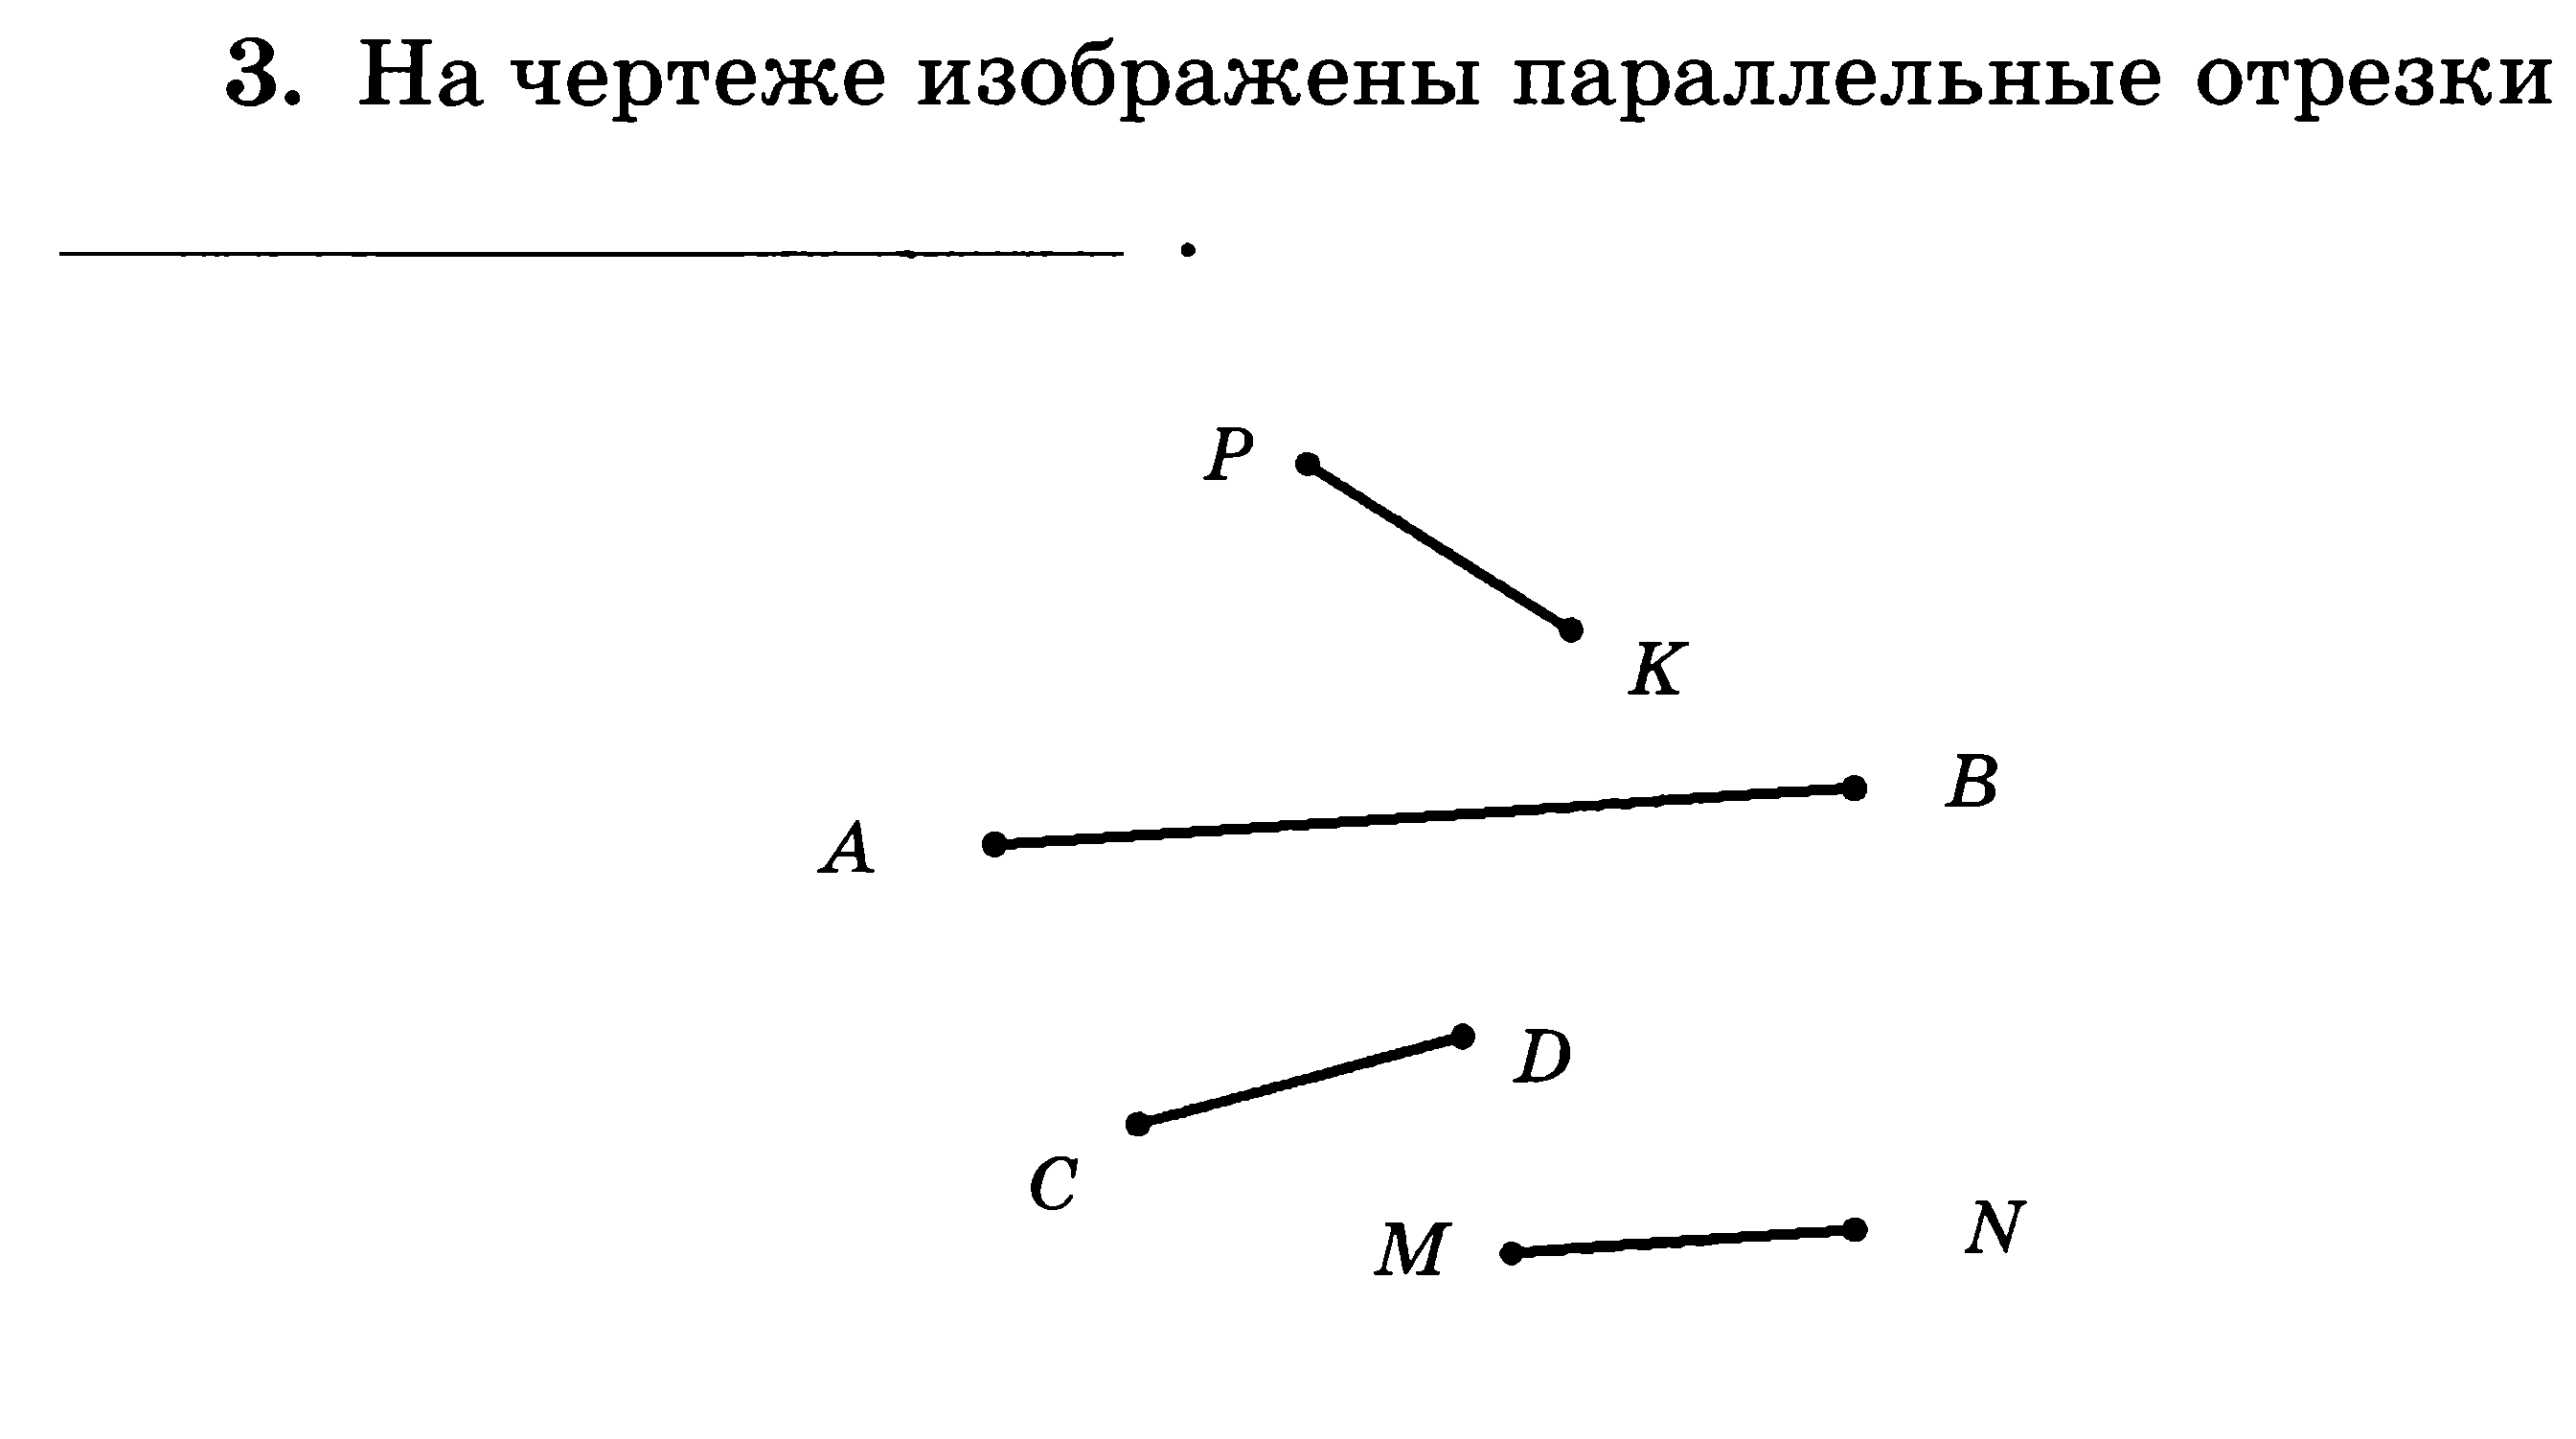 3. На чертеже изображены параллельные отрезки
.
P
K
B
A
D
C
M N